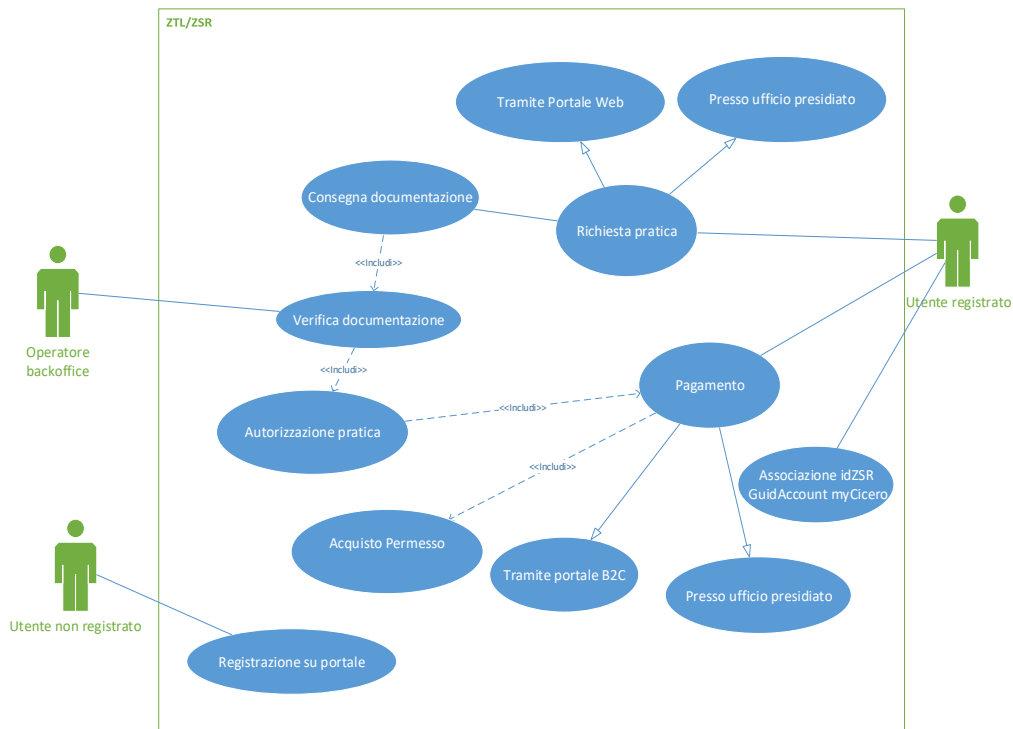 ZTL/ZSR
Tramite Portale Web
Presso ufficio presidiato
Consegna documentazione
Richiesta pratica
<<Includi>>
Utente registrato
Verifica documentazione
Operatore
backoffice
<<Includi>>
Pagamento
<<Includi>>
Autorizzazione pratica
<<Includi>>
Associazione idZSR
GuidAccount myCicero
Acquisto Permesso
Tramite portale B2C
Presso ufficio presidiato
Utente non registrato
Registrazione su portale